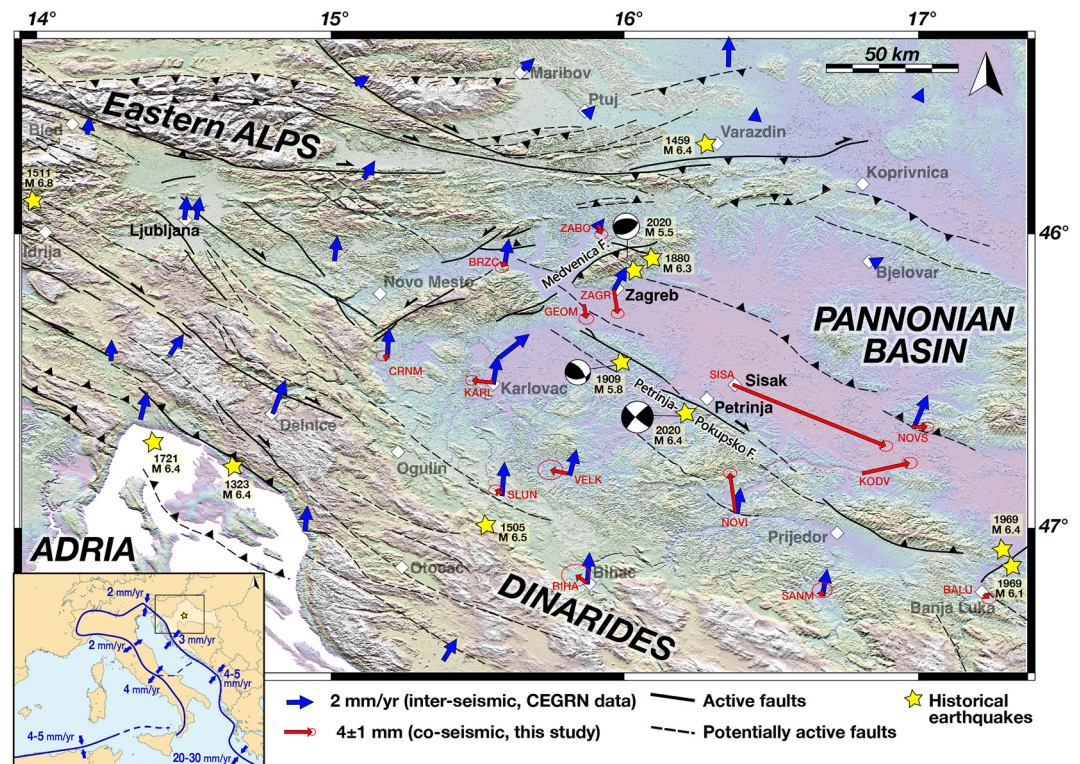 14°
15°
16°
17°
50 km
Maribov
Ptuj
Eastern ALPS
Bled
Varazdin
1459
M 6.4
Koprivnica
1511
M 6.8
Ljubljana
Idrija
2020
M 5.5
ZABO
46°
BRZC
Medvenica F.
1880
M 6.3
Bjelovar
Novo Mesto
ZAGR
Zagreb
GEOM
PANNONIAN
BASIN
CRNM
KARL
Karlovac
1909
M 5.8
SISA
Sisak
Petrinja
Petrinja-
Pokupsko F.
Delnice
2020
M 6.4
NOVS
1721
M 6.4
1323
M 6.4
Ogulin
VELK
KODV
SLUN
NOVI
1505
M 6.5
Prijedor
47°
1969
M 6.4
ADRIA
Otocac
Bihac
RIHA
SANM
BALU
1969
M 6.1
Banja Luka
DINARIDES
2 mm/yr
3 mm/yr
2 mm/yr
4-5
mm/yr
4 mm/yr
4-5 mm/yr
20-30 mm/yr
2 mm/yr (inter-seismic, CEGRN data)
Active faults
Historical
earthquakes
4±1 mm (co-seismic, this study)
Potentially active faults